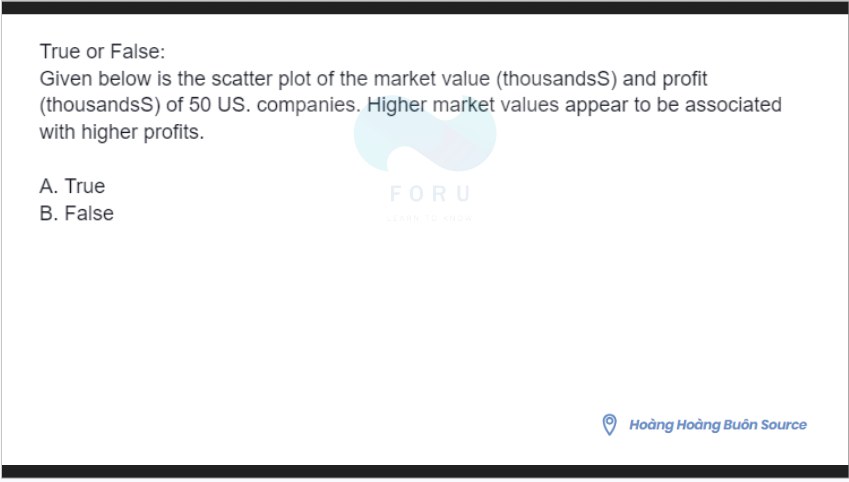 True or False:
Given below is the scatter plot of the market value (thousandsS) and profit
(thousandsS) of 50 US. companies. Higher market values appear to be associated
with higher profits.
A. True
B. False
FORU
Hoàng Hoàng Buôn Source